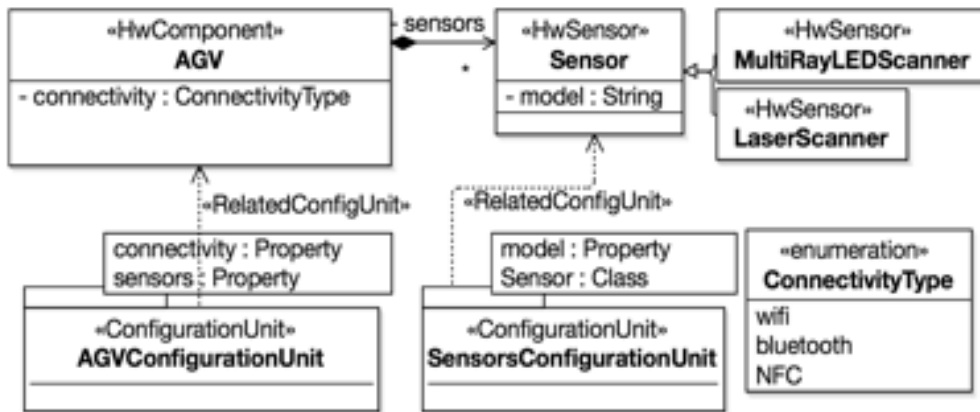 «HwComponent»
AGV
- connectivity : ConnectivityType
- sensors
*
«HwSensor»
Sensor
- model : String
«HwSensor»
MultiRayLEDScanner
«HwSensor»
LaserScanner
«RelatedConfigUnit»
«RelatedConfigUnit»
connectivity : Property
sensors : Property
«ConfigurationUnit»
AGVConfigurationUnit
model : Property
Sensor : Class
«ConfigurationUnit»
SensorsConfigurationUnit
«enumeration»
ConnectivityType
wifi
bluetooth
NFC